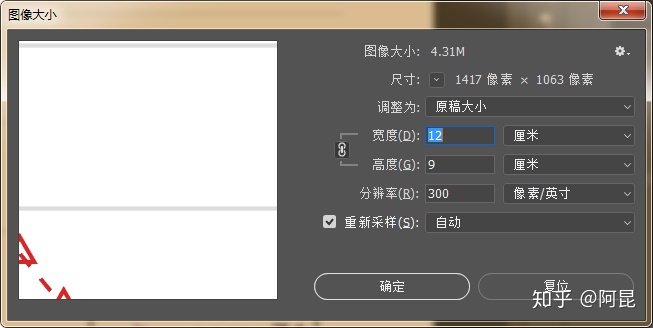 图像大小
图像大小: 4.31M
尺寸: 1417 像素 × 1063 像素
调整为: 原稿大小
宽度(D): 12 厘米
高度(G): 9 厘米
分辨率(R): 300 像素/英寸
重新采样(S): 自动
确定 复位
知乎 @阿昆